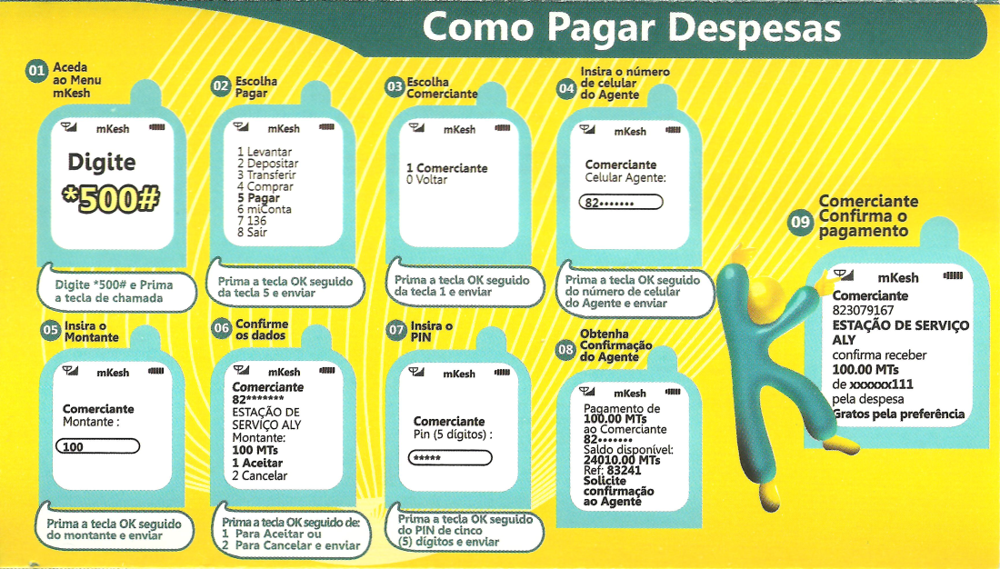 Como Pagar Despesas
01 Aceda
ao Menu
mKesh
mKesh
Digite
*500#
Digite *500# e Prima
a tecla de chamada
02 Escolha
Pagar
mKesh
1 Levantar
2 Depositar
3 Transferir
4 Comprar
5 Pagar
6 miConta
7 136
8 Sair
Prima a tecla OK seguido
da tecla 5 e enviar
03 Escolha
Comerciante
mKesh
1 Comerciante
0 Voltar
Prima a tecla OK seguido
da tecla 1 e enviar
04 Insira o número
de celular
do Agente
mKesh
Comerciante
Celular Agente:
82•••••••
Prima a tecla OK seguido
do número de celular
do Agente e enviar
05 Insira o
Montante
mKesh
Comerciante
Montante :
100
Prima a tecla OK seguido
do montante e enviar
06 Confirme
os dados
mKesh
Comerciante
82*******
ESTAÇÃO DE
SERVIÇO ALY
Montante:
100 MTs
1 Aceitar
2 Cancelar
Prima a tecla OK seguido de:
1 Para Aceitar ou
2 Para Cancelar e enviar
07 Insira o
PIN
mKesh
Comerciante
Pin (5 dígitos) :
*****
Prima a tecla OK seguido
do PIN de cinco
(5) dígitos e enviar
08 Obtenha
Confirmação
do Agente
mKesh
Pagamento de
100.00 MTs
ao Comerciante
82•••••••
Saldo disponível:
24010.00 MTs
Ref: 83241
Solicite
confirmação
ao Agente
09 Comerciante
Confirma o
pagamento
mKesh
Comerciante
823079167
ESTAÇÃO DE SERVIÇO
ALY
confirma receber
100.00 MTs
de xxxxxx111
pela despesa
Gratos pela preferência